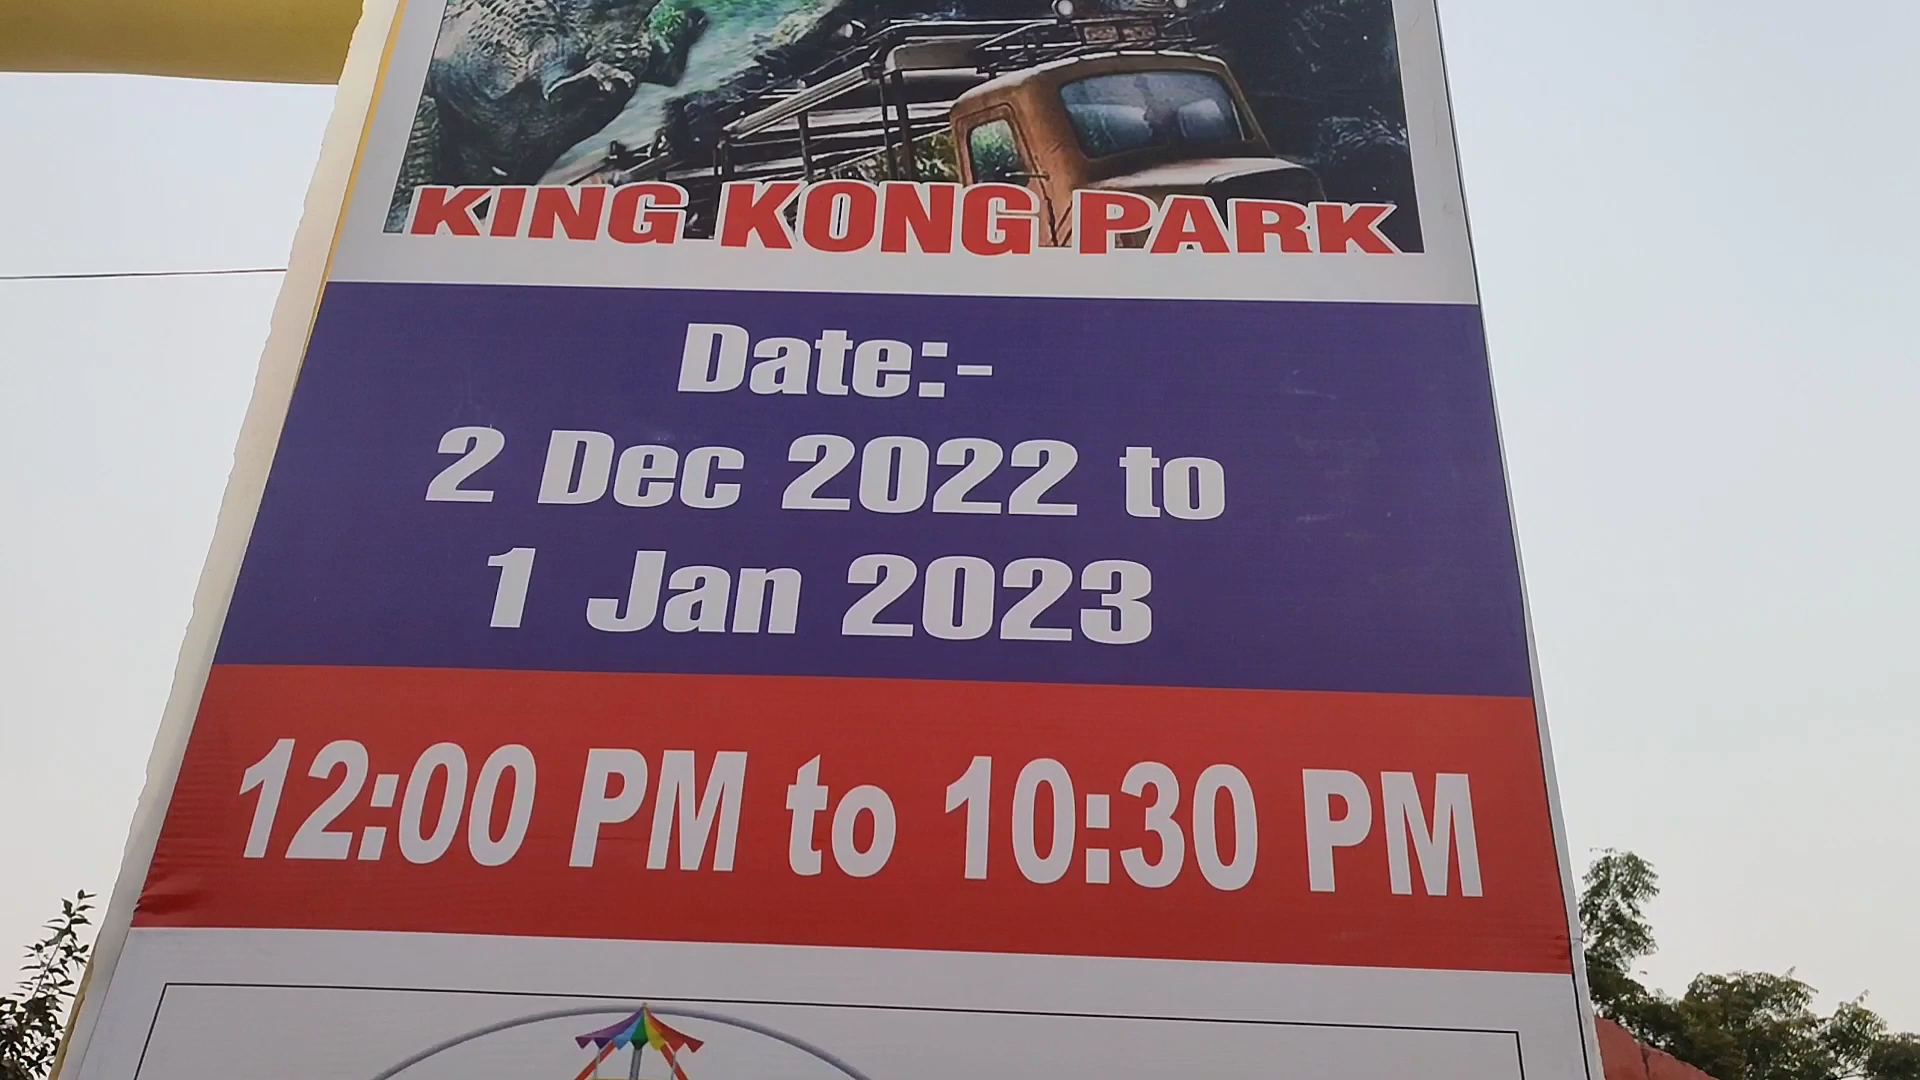 KING KONG PARK
Date:-
2 Dec 2022 to
1 Jan 2023
12:00 PM to 10:30 PM